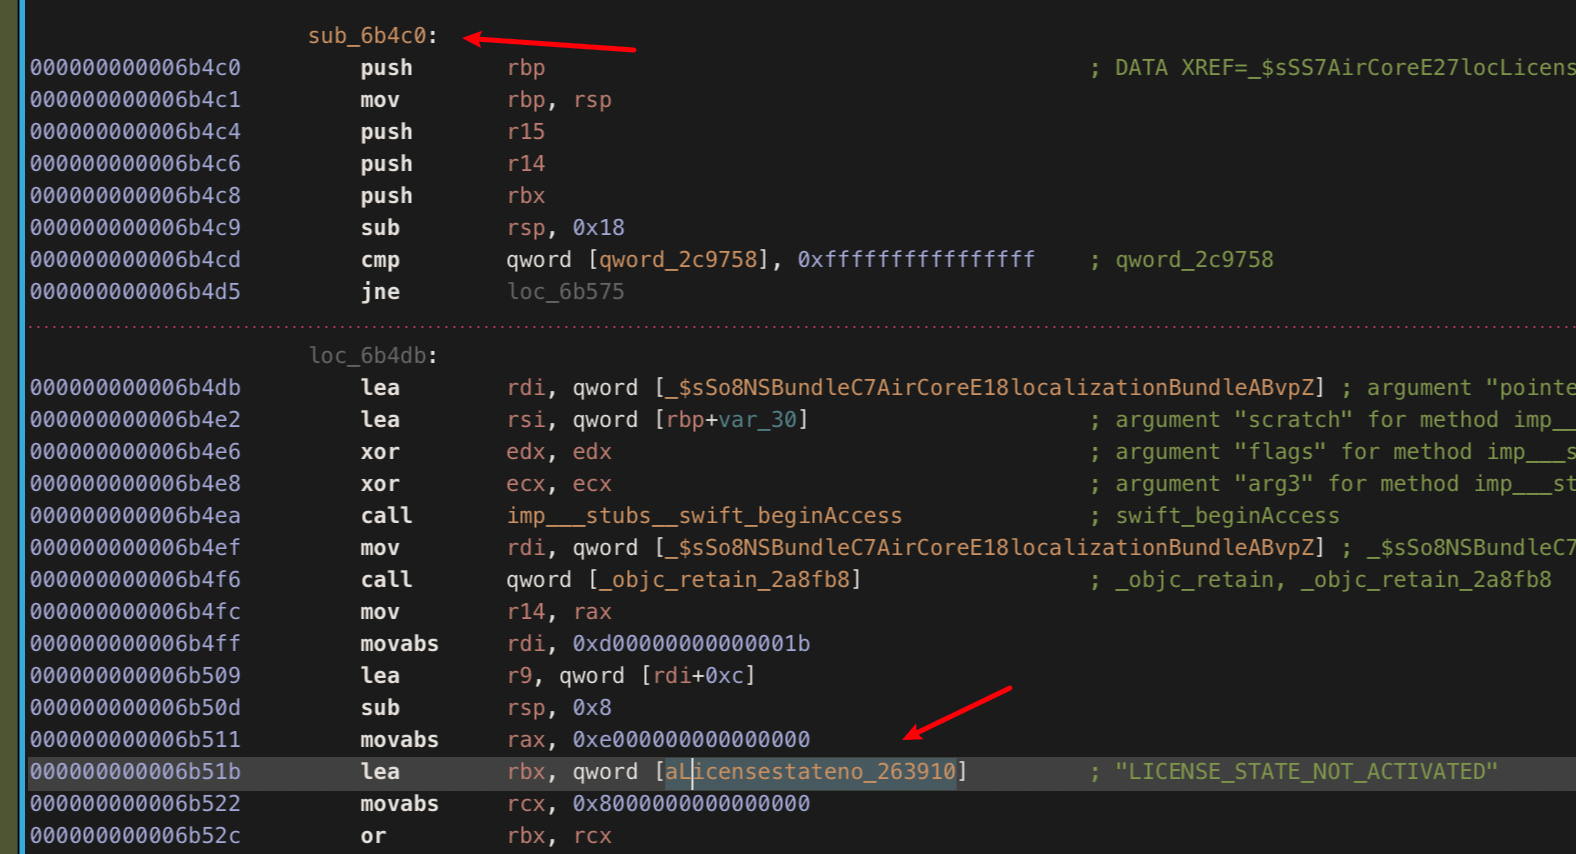 sub_6b4c0:
000000000006b4c0 push rbp ; DATA XREF=_$sSS7AirCoreE27locLicens
000000000006b4c1 mov rbp, rsp
000000000006b4c4 push r15
000000000006b4c6 push r14
000000000006b4c8 push rbx
000000000006b4c9 sub rsp, 0x18
000000000006b4cd cmp qword [qword_2c9758], 0xffffffffffffffff ; qword_2c9758
000000000006b4d5 jne loc_6b575
loc_6b4db:
000000000006b4db lea rdi, qword [_$sSo8NSBundleC7AirCoreE18localizationBundleABvpZ] ; argument "pointe
000000000006b4e2 lea rsi, qword [rbp+var_30] ; argument "scratch" for method imp__
000000000006b4e6 xor edx, edx ; argument "flags" for method imp___s
000000000006b4e8 xor ecx, ecx ; argument "arg3" for method imp___st
000000000006b4ea call imp___stubs__swift_beginAccess ; swift_beginAccess
000000000006b4ef mov rdi, qword [_$sSo8NSBundleC7AirCoreE18localizationBundleABvpZ] ; _$sSo8NSBundleC7
000000000006b4f6 call qword [_objc_retain_2a8fb8] ; _objc_retain, _objc_retain_2a8fb8
000000000006b4fc mov r14, rax
000000000006b4ff movabs rdi, 0xd00000000000001b
000000000006b509 lea r9, qword [rdi+0xc]
000000000006b50d sub rsp, 0x8
000000000006b511 movabs rax, 0xe000000000000000
000000000006b51b lea rbx, qword [aLicensestateno_263910] ; "LICENSE_STATE_NOT_ACTIVATED"
000000000006b522 movabs rcx, 0x8000000000000000
000000000006b52c or rbx, rcx